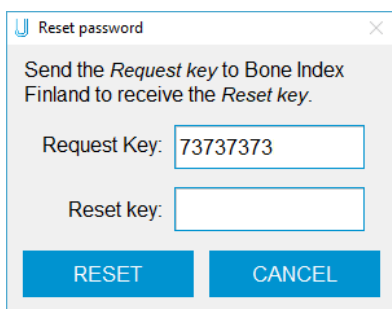 Reset password
Send the Request key to Bone Index
Finland to receive the Reset key.
Request Key: 73737373
Reset key:
RESET CANCEL